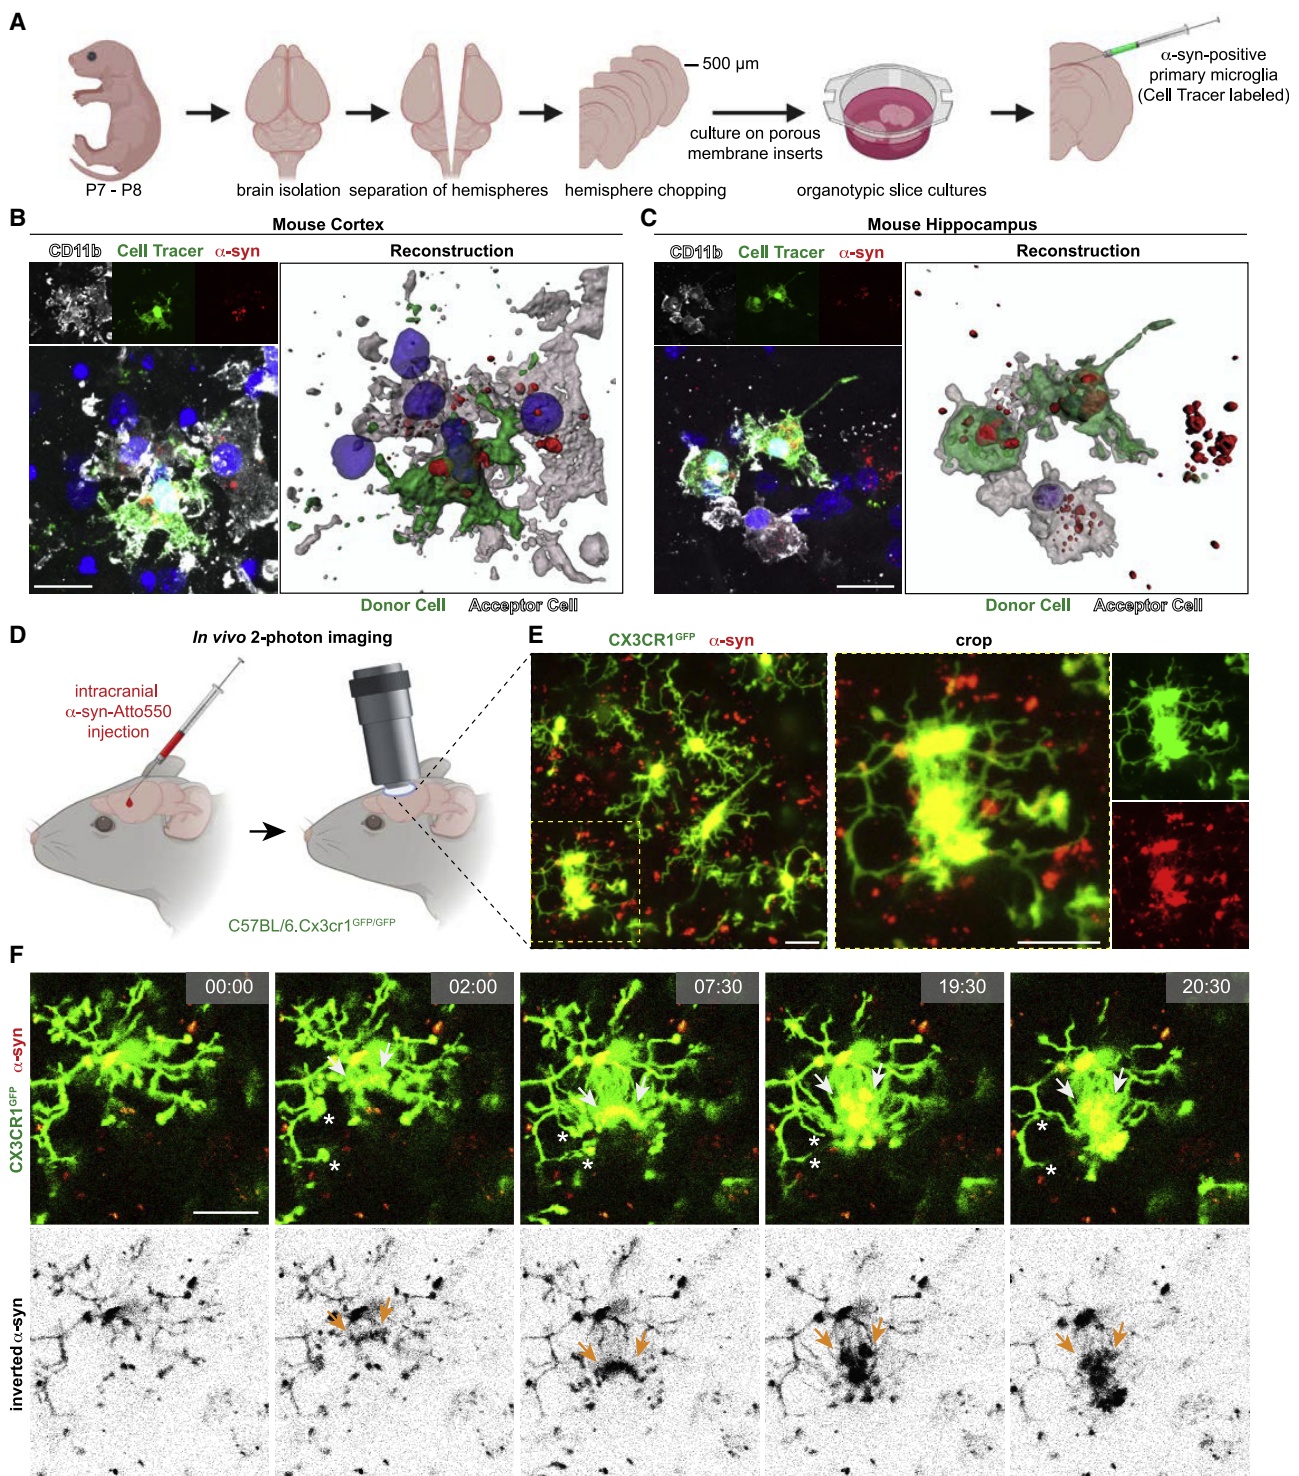 A
500 µm
α-syn-positive
primary microglia
(Cell Tracer labeled)
culture on porous
membrane inserts
P7 - P8
brain isolation
separation of hemispheres
hemisphere chopping
organotypic slice cultures
B
Mouse Cortex
CD11b Cell Tracer α-syn
Reconstruction
Donor Cell Acceptor Cell
C
Mouse Hippocampus
CD11b Cell Tracer α-syn
Reconstruction
Donor Cell Acceptor Cell
D
In vivo 2-photon imaging
intracranial
α-syn-Atto550
injection
C57BL/6.Cx3cr1GFP/GFP
E
CX3CR1GFP α-syn
crop
F
CX3CR1GFP α-syn
00:00
02:00
07:30
19:30
20:30
* *
* *
* *
* *
inverted α-syn